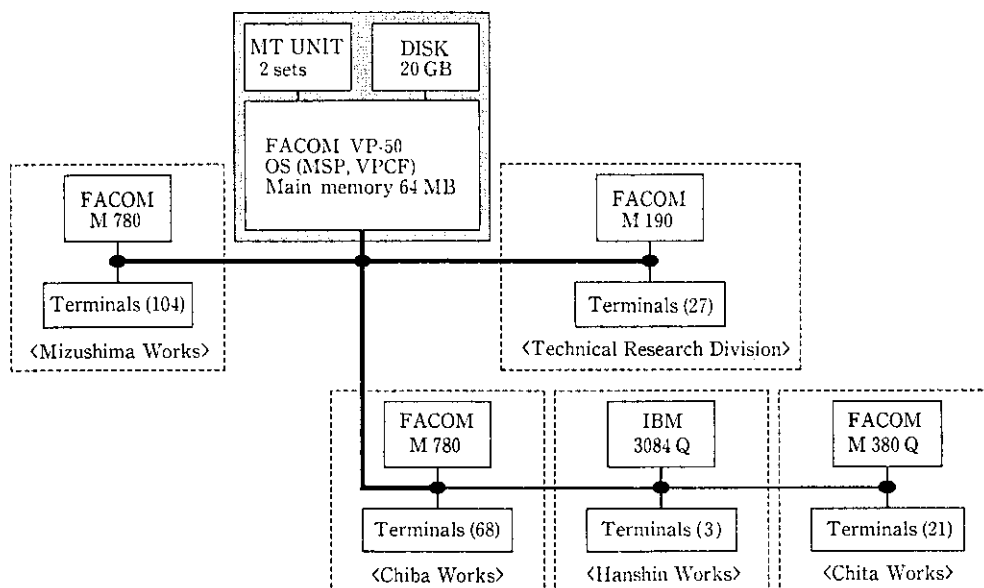 MT UNIT
2 sets
DISK
20 GB
FACOM VP-50
OS (MSP, VPCF)
Main memory 64 MB
FACOM
M 780
Terminals (104)
<Mizushima Works>
FACOM
M 190
Terminals (27)
<Technical Research Division>
FACOM
M 780
Terminals (68)
<Chiba Works>
IBM
3084 Q
Terminals (3)
<Hanshin Works>
FACOM
M 380 Q
Terminals (21)
<Chita Works>